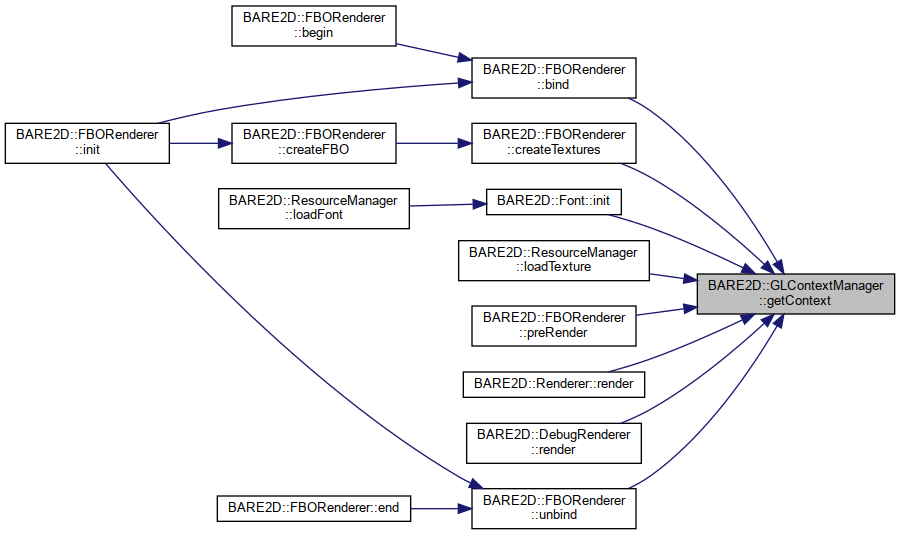 BARE2D::FBORenderer
::begin
BARE2D::FBORenderer
::bind
BARE2D::FBORenderer
::init
BARE2D::FBORenderer
::createFBO
BARE2D::FBORenderer
::createTextures
BARE2D::ResourceManager
::loadFont
BARE2D::Font::init
BARE2D::ResourceManager
::loadTexture
BARE2D::GLContextManager
::getContext
BARE2D::FBORenderer
::preRender
BARE2D::Renderer::render
BARE2D::DebugRenderer
::render
BARE2D::FBORenderer::end
BARE2D::FBORenderer
::unbind